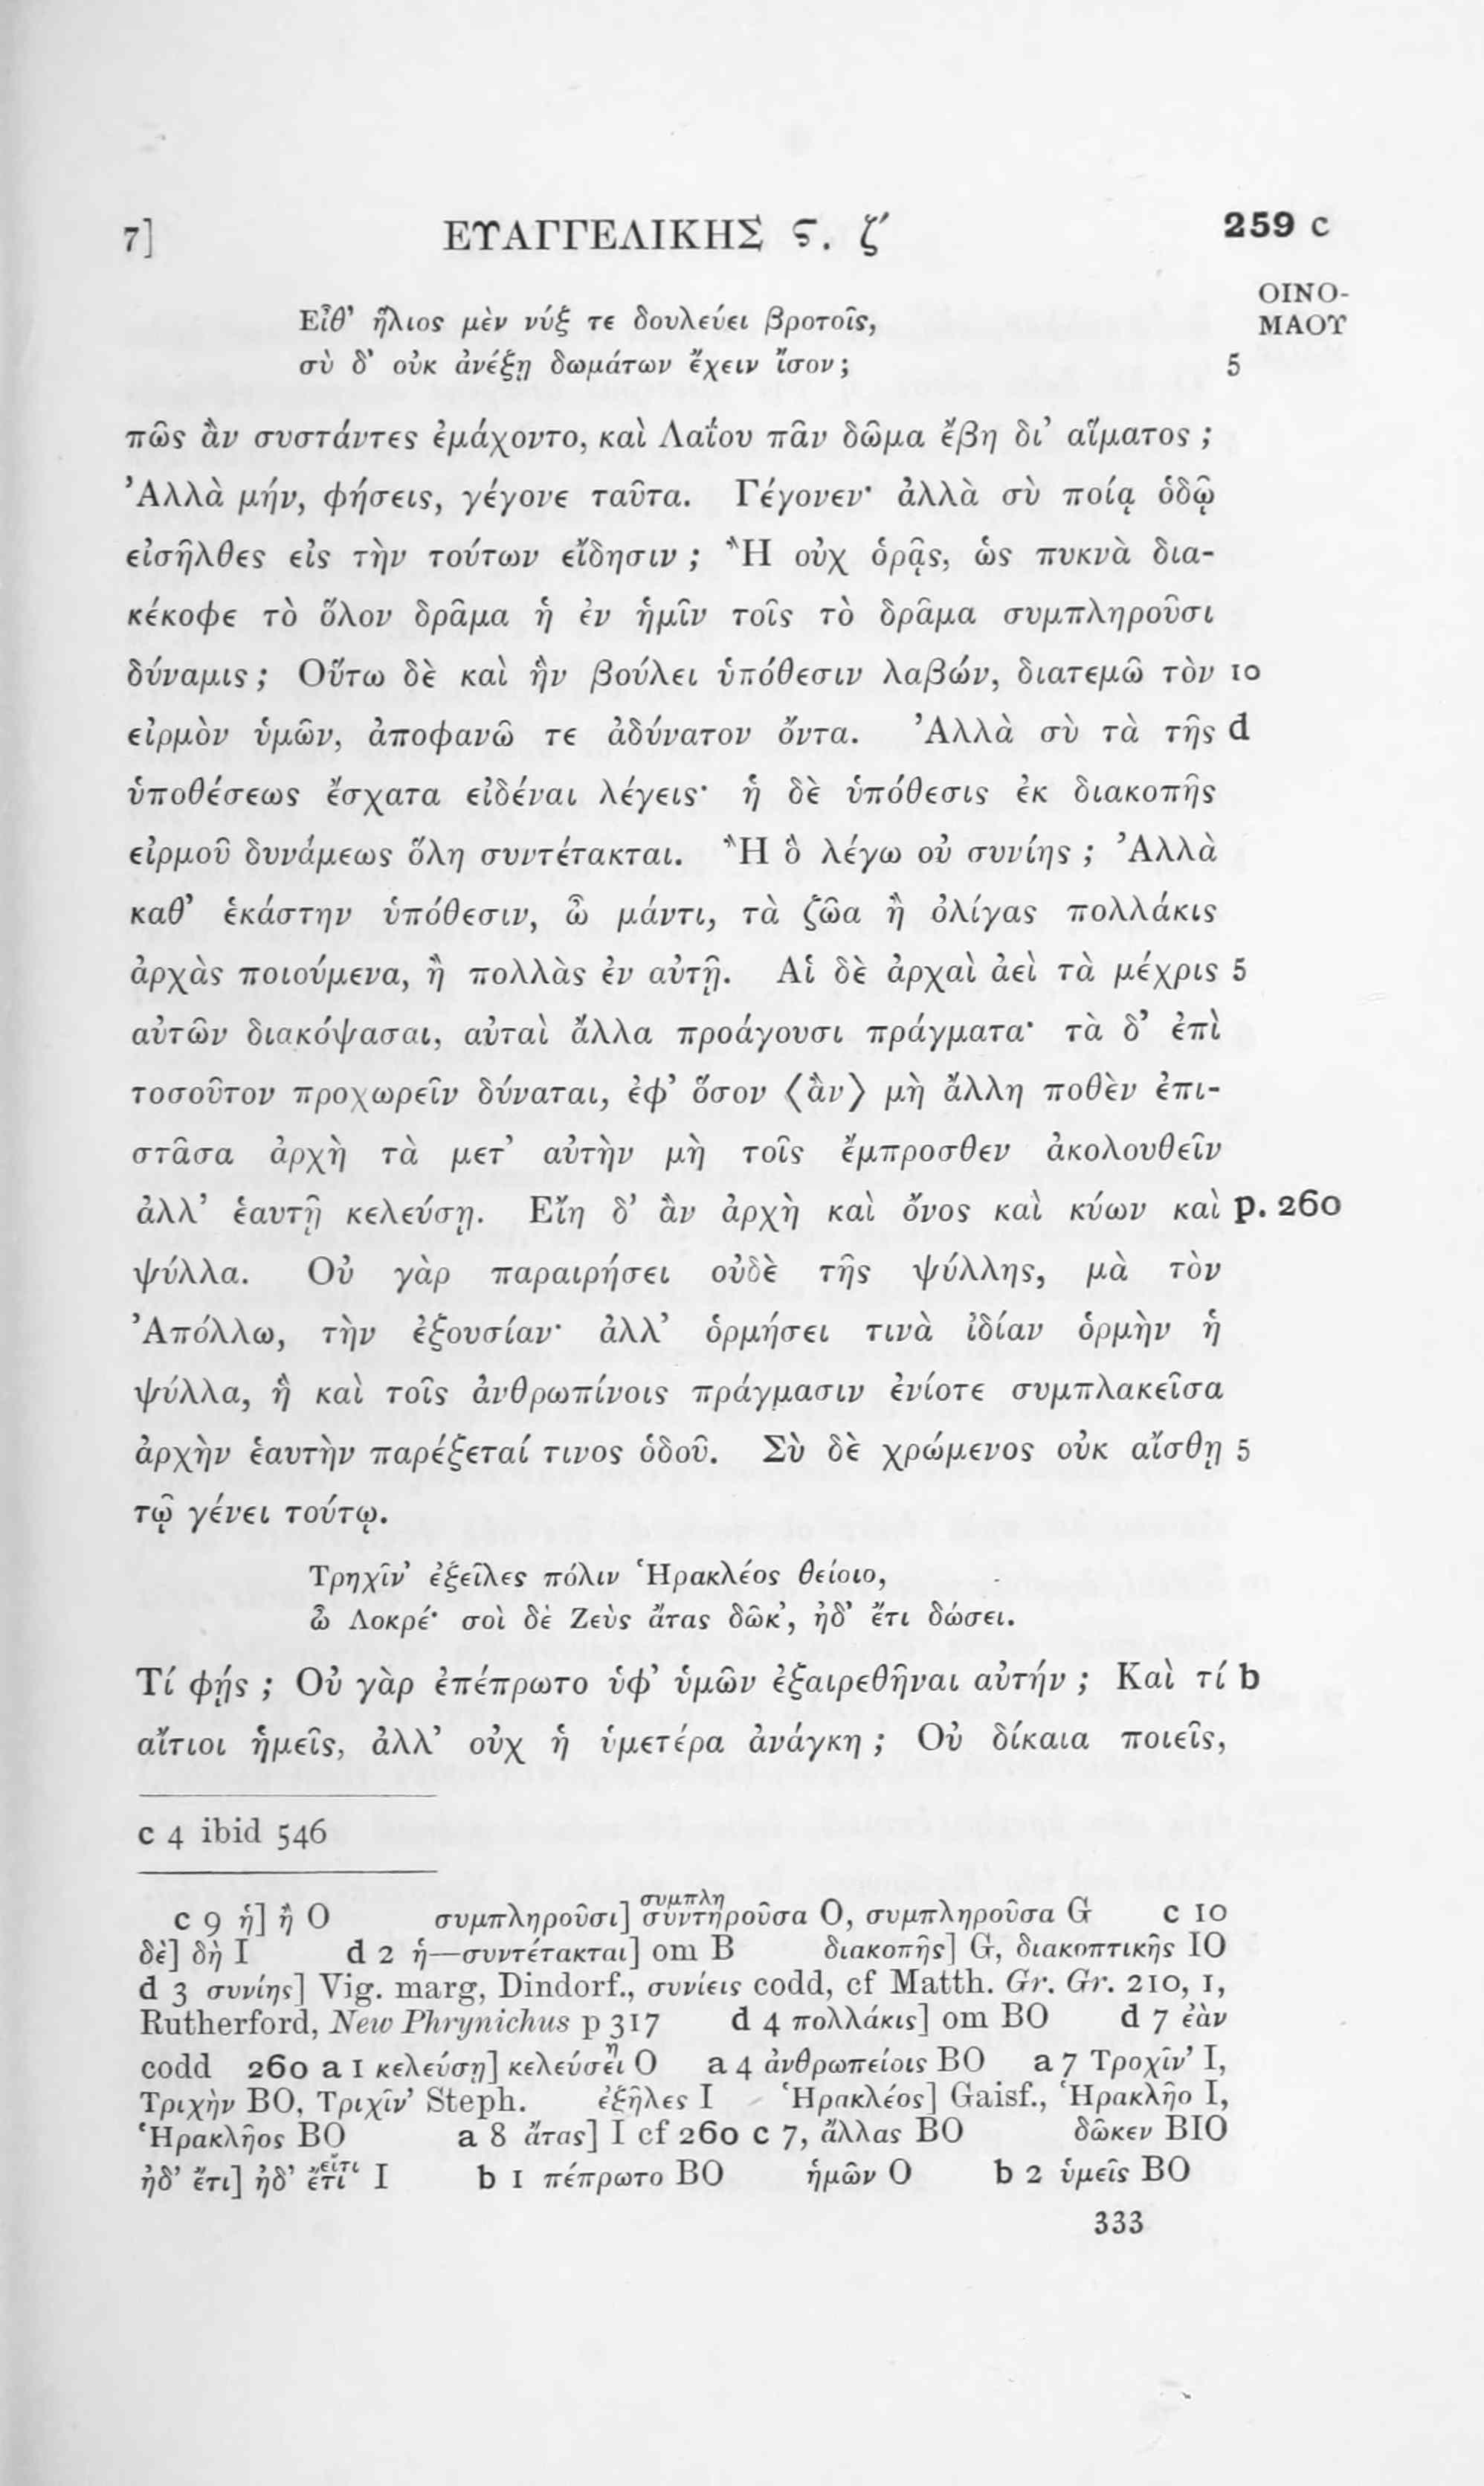 7] ΕΥΑΓΓΕΛΙΚΗΣ ϛ. ζ´ 259 c
ΟΙΝΟ-
ΜΑΟΥ
Εἶθ’ ἥλιος μὲν νύξ τε δουλεύει βροτοῖς,
σὺ δ’ οὐκ ἀνέξῃ δωμάτων ἔχειν ἴσον; 5
πῶς ἂν συστάντες ἐμάχοντο, καὶ Λαΐου πᾶν δῶμα ἔβη δι’ αἵματος;
Ἀλλὰ μήν, φήσεις, γέγονε ταῦτα. Γέγονεν· ἀλλὰ σὺ ποίᾳ ὁδῷ
εἰσῆλθες εἰς τὴν τούτων εἴδησιν; Ἢ οὐχ ὁρᾷς, ὡς πυκνὰ δια-
κέκοφε τὸ ὅλον δρᾶμα ἡ ἐν ἡμῖν τοῖς τὸ δρᾶμα συμπληροῦσι
δύναμις; Οὕτω δὲ καὶ ἣν βούλει ὑπόθεσιν λαβών, διατεμῶ τὸν 10
εἱρμὸν ὑμῶν, ἀποφανῶ τε ἀδύνατον ὄντα. Ἀλλὰ σὺ τὰ τῆς d
ὑποθέσεως ἔσχατα εἰδέναι λέγεις· ἡ δὲ ὑπόθεσις ἐκ διακοπῆς
εἱρμοῦ δυνάμεως ὅλη συντέτακται. Ἢ ὃ λέγω οὐ συνίης; Ἀλλὰ
καθ’ ἑκάστην ὑπόθεσιν, ὦ μάντι, τὰ ζῶα ἢ ὀλίγας πολλάκις
ἀρχὰς ποιούμενα, ἢ πολλὰς ἐν αὐτῇ. Αἱ δὲ ἀρχαὶ ἀεὶ τὰ μέχρις 5
αὐτῶν διακόψασαι, αὐταὶ ἄλλα προάγουσι πράγματα· τὰ δ’ ἐπὶ
τοσοῦτον προχωρεῖν δύναται, ἐφ’ ὅσον ⟨ἂν⟩ μὴ ἄλλη ποθὲν ἐπι-
στᾶσα ἀρχὴ τὰ μετ’ αὐτὴν μὴ τοῖς ἔμπροσθεν ἀκολουθεῖν
ἀλλ’ ἑαυτῇ κελεύσῃ. Εἴη δ’ ἂν ἀρχὴ καὶ ὄνος καὶ κύων καὶ p. 260
ψύλλα. Οὐ γὰρ παραιρήσει οὐδὲ τῆς ψύλλης, μὰ τὸν
Ἀπόλλω, τὴν ἐξουσίαν· ἀλλ’ ὁρμήσει τινὰ ἰδίαν ὁρμὴν ἡ
ψύλλα, ἢ καὶ τοῖς ἀνθρωπίνοις πράγμασιν ἐνίοτε συμπλακεῖσα
ἀρχὴν ἑαυτὴν παρέξεταί τινος ὁδοῦ. Σὺ δὲ χρώμενος οὐκ αἴσθῃ 5
τῷ γένει τούτῳ.
Τρηχῖν’ ἐξεῖλες πόλιν Ἡρακλέος θείοιο,
ὦ Λοκρέ· σοὶ δὲ Ζεὺς ἄτας δῶκ’, ἠδ’ ἔτι δώσει.
Τί φῄς; Οὐ γὰρ ἐπέπρωτο ὑφ’ ὑμῶν ἐξαιρεθῆναι αὐτήν; Καὶ τί b
αἴτιοι ἡμεῖς, ἀλλ’ οὐχ ἡ ὑμετέρα ἀνάγκη; Οὐ δίκαια ποιεῖς,
c 4 ibid 546
c 9 ἡ] ἢ O συμπληροῦσι] συντηροῦσα (συμπλη) O, συμπληροῦσα G c 10
δὲ] δὴ I d 2 ἡ—συντέτακται] om B διακοπῆς] G, διακοπτικῆς IO
d 3 συνίης] Vig. marg, Dindorf., συνίεις codd, cf Matth. Gr. Gr. 210, 1,
Rutherford, New Phrynichus p 317 d 4 πολλάκις] om BO d 7 ἐὰν
codd 260 a 1 κελεύσῃ] κελεύσει (η) O a 4 ἀνθρωπείοις BO a 7 Τροχῖν’ I,
Τριχὴν BO, Τριχῖν’ Steph. ἐξῆλες I Ἡρακλέος] Gaisf., Ἡρακλῆο I,
Ἡρακλῆος BO a 8 ἄτας] I cf 260 c 7, ἄλλας BO δῶκεν BIO
ἠδ’ ἔτι] ἠδ’ ἔτι (εἴτι) I b 1 πέπρωτο BO ἡμῶν O b 2 ὑμεῖς BO
333